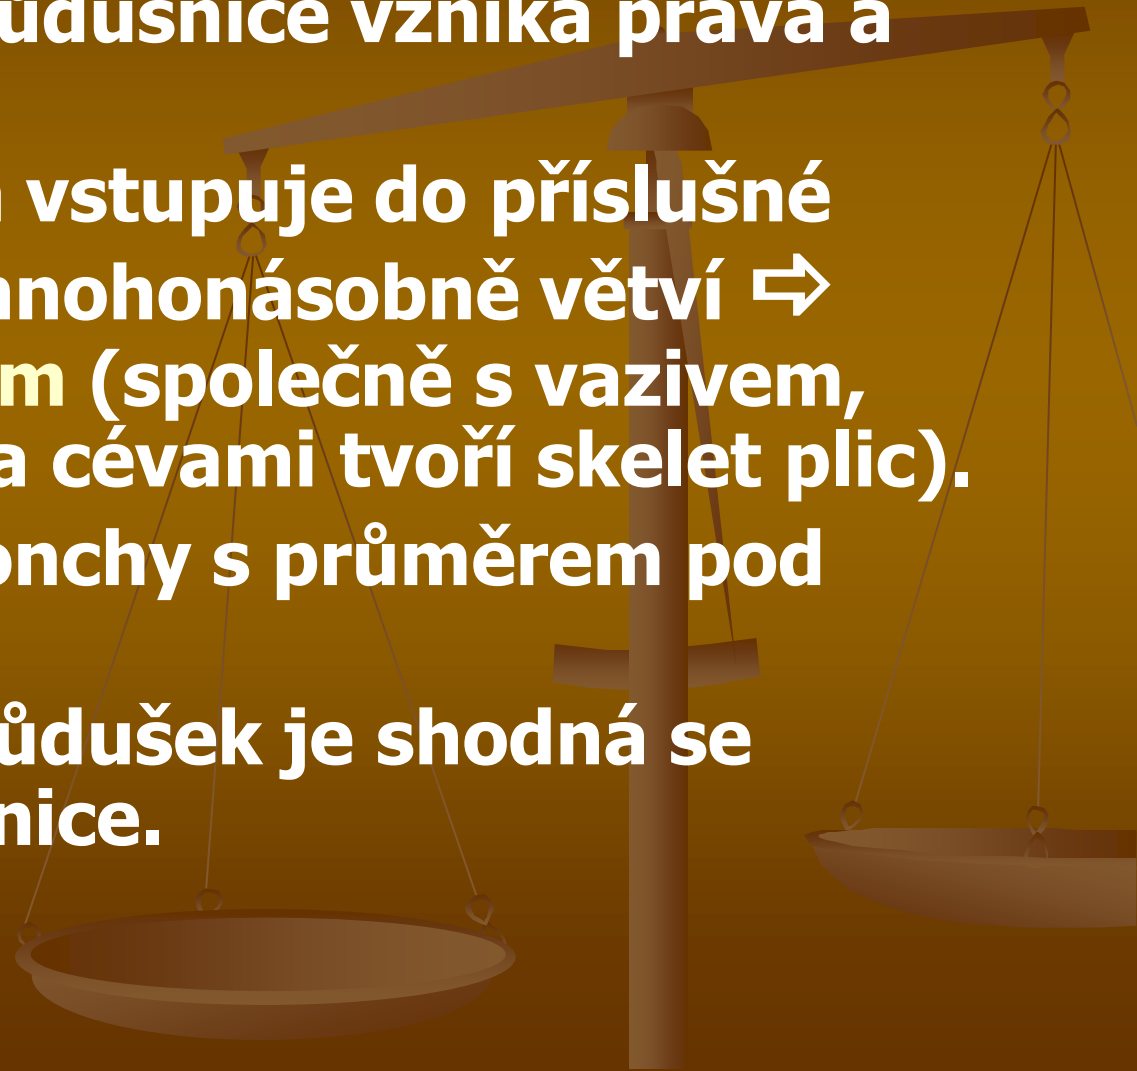 ůdušnice vzniká pravá a
vstupuje do příslušné
mnohonásobně větví ⇨
m (společně s vazivem,
a cévami tvoří skelet plic).
onchy s průměrem pod
ůdušek je shodná se
nice.